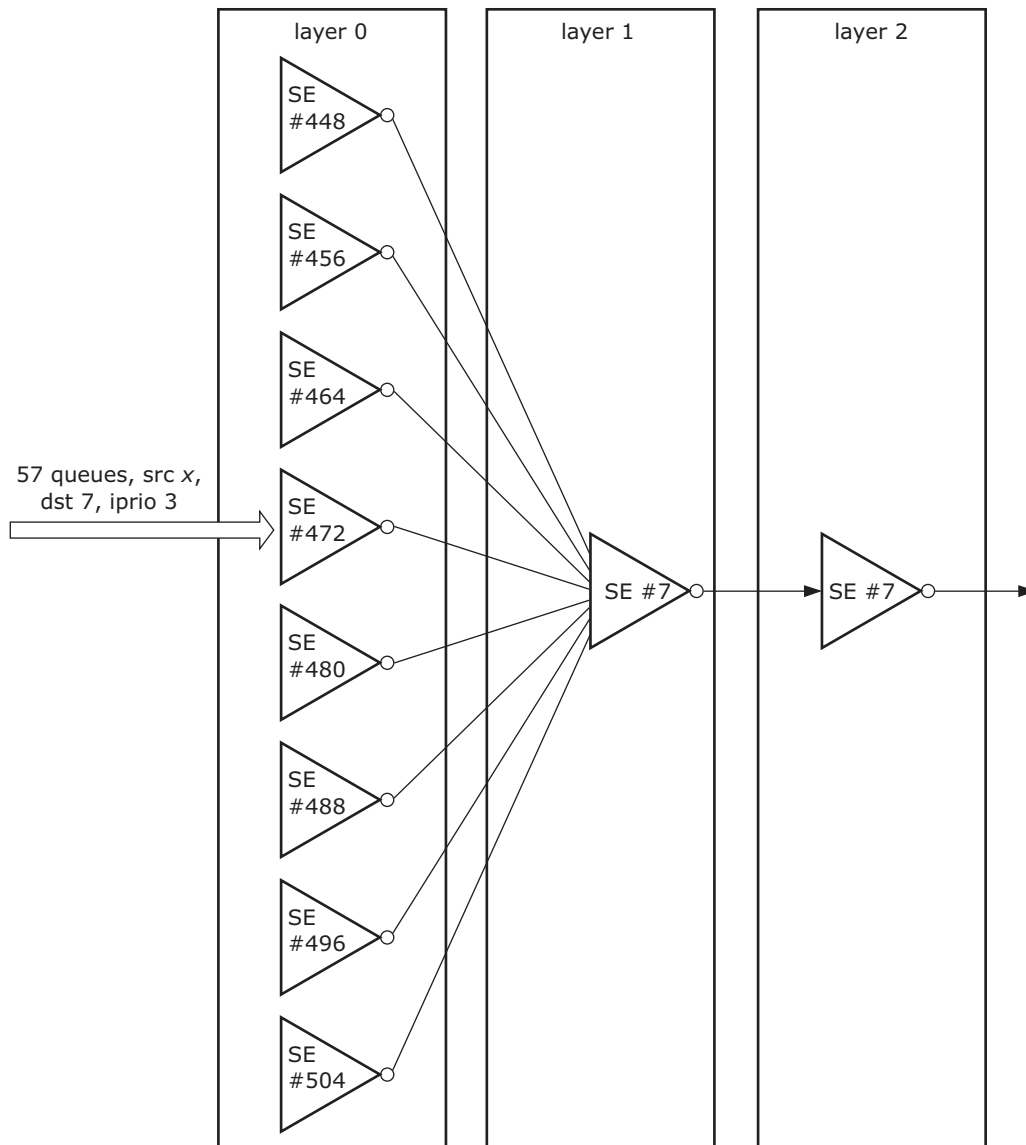 layer 0
layer 1
layer 2
SE
#448
SE
#456
SE
#464
57 queues, src x,
dst 7, iprio 3
SE
#472
SE #7
SE #7
SE
#480
SE
#488
SE
#496
SE
#504